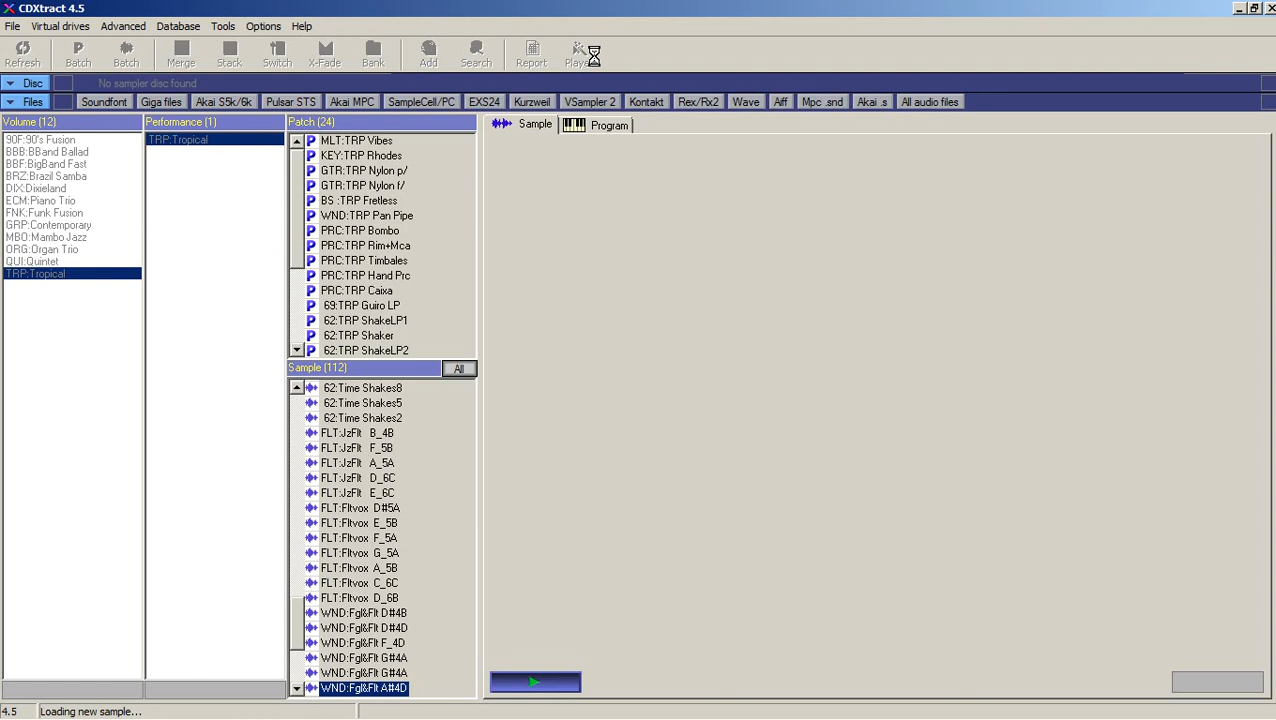 CDXtract 4.5
File Virtual drives Advanced Database Tools Options Help
Refresh Batch Batch Merge Stack Switch X-Fade Bank Add Search Report
Disc No sampler disc found
Files Soundfont Giga files Akai S5k/6k Pulsar STS Akai MPC SampleCell/PC EXS24 Kurzweil VSampler 2 Kontakt Rex/Rx2 Wave Aiff Mpc .snd Akai .s All audio files
Volume (12)
90F:90's Fusion
BBB:BBand Ballad
BBF:BigBand Fast
BRZ:Brazil Samba
DIX:Dixieland
ECM:Piano Trio
FNK:Funk Fusion
GRP:Contemporary
MBO:Mambo Jazz
ORG:Organ Trio
QUI:Quintet
TRP:Tropical
Performance (1)
TRP:Tropical
Patch (24)
MLT:TRP Vibes
KEY:TRP Rhodes
GTR:TRP Nylon p/
GTR:TRP Nylon f/
BS :TRP Fretless
WND:TRP Pan Pipe
PRC:TRP Bombo
PRC:TRP Rim+Mca
PRC:TRP Timbales
PRC:TRP Hand Prc
PRC:TRP Caixa
69:TRP Guiro LP
62:TRP ShakeLP1
62:TRP Shaker
62:TRP ShakeLP2
Sample (112) All
62:Time Shakes8
62:Time Shakes5
62:Time Shakes2
FLT:JzFlt B_4B
FLT:JzFlt F_5B
FLT:JzFlt A_5A
FLT:JzFlt D_6C
FLT:JzFlt E_6C
FLT:Fltvox D#5A
FLT:Fltvox E_5B
FLT:Fltvox F_5A
FLT:Fltvox G_5A
FLT:Fltvox A_5B
FLT:Fltvox C_6C
FLT:Fltvox D_6B
WND:Fgl&Flt D#4B
WND:Fgl&Flt D#4D
WND:Fgl&Flt F_4D
WND:Fgl&Flt G#4A
WND:Fgl&Flt G#4A
WND:Fgl&Flt A#4D
Sample Program
4.5 Loading new sample...